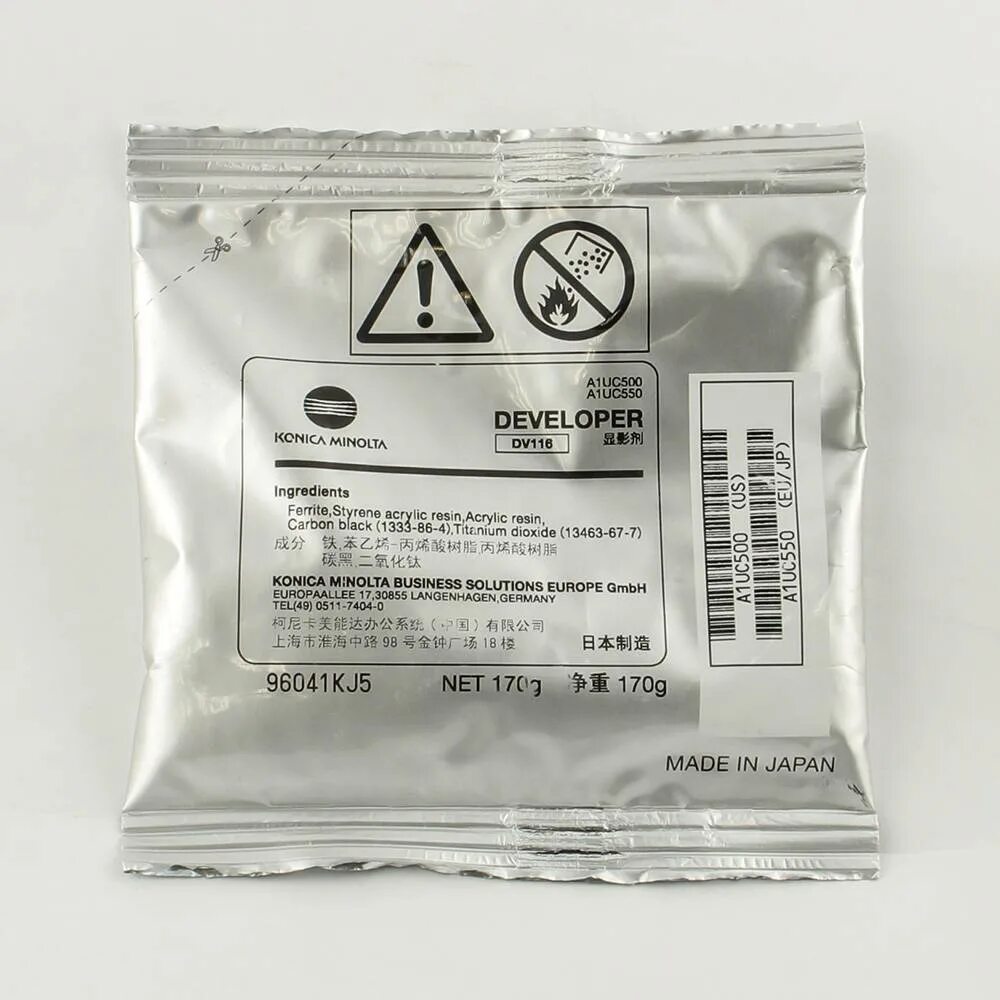 A1UC500
A1UC550
KONICA MINOLTA
DEVELOPER
DV116 显影剂
Ingredients
Ferrite,Styrene acrylic resin,Acrylic resin,
Carbon black (1333-86-4),Titanium dioxide (13463-67-7)
成分 铁,苯乙烯-丙烯酸树脂,丙烯酸树脂
碳黑,二氧化钛
KONICA MINOLTA BUSINESS SOLUTIONS EUROPE GmbH
EUROPAALLEE 17,30855 LANGENHAGEN,GERMANY
TEL(49) 0511-7404-0
柯尼卡美能达办公系统（中国）有限公司
上海市淮海中路 98 号金钟广场 18 楼 日本制造
96041KJ5 NET 170g 净重 170g
A1UC500 (US)
A1UC550 (EU/JP)
MADE IN JAPAN